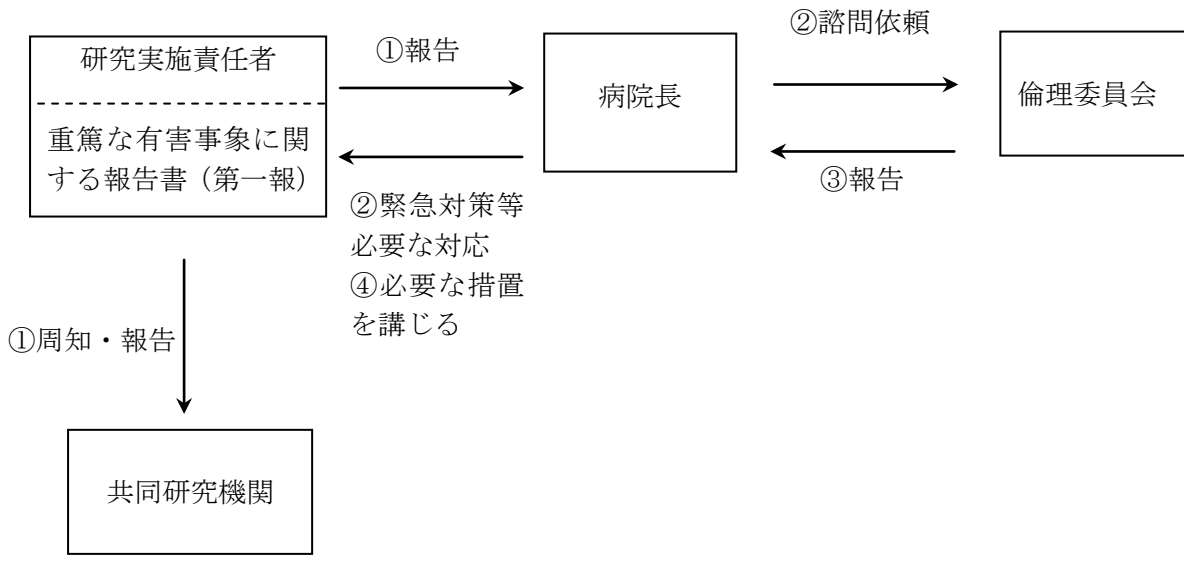 研究実施責任者
重篤な有害事象に関
する報告書（第一報）
①報告
②緊急対策等
必要な対応
④必要な措置
を講じる
病院長
②諮問依頼
③報告
倫理委員会
①周知・報告
共同研究機関